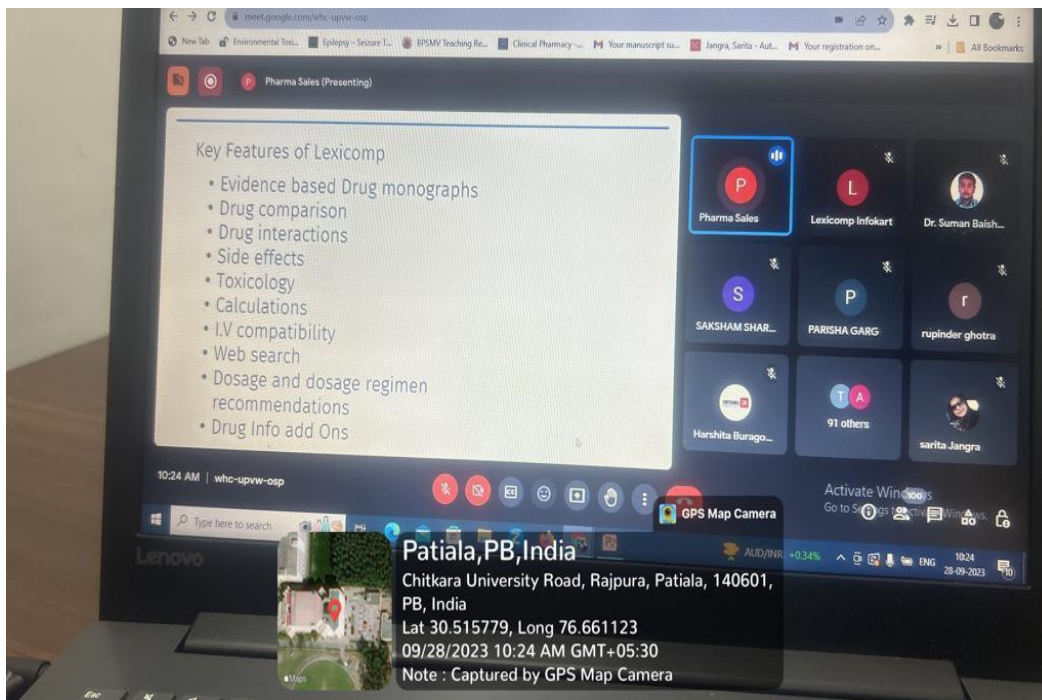 meet.google.com/whc-upvw-osp
New Tab Environmental Toxi... Epilepsy - Seizure T... BPSMV Teaching Re... Clinical Pharmacy -... Your manuscript su... Jangra, Sarita - Aut... Your registration on... » All Bookmarks
P Pharma Sales (Presenting)
Key Features of Lexicomp
• Evidence based Drug monographs
• Drug comparison
• Drug interactions
• Side effects
• Toxicology
• Calculations
• I.V compatibility
• Web search
• Dosage and dosage regimen
recommendations
• Drug Info add Ons
P L
Pharma Sales Lexicomp Infokart Dr. Suman Baish...
S P r
SAKSHAM SHAR... PARISHA GARG rupinder ghotra
T A
Harshita Burago... 91 others sarita Jangra
10:24 AM | whc-upvw-osp
Activate Windows
100
Go to Settings to activate Windows.
Type here to search
AUD/INR +0.34% ENG 10:24
28-09-2023
10
Lenovo
GPS Map Camera
Patiala,PB,India
Chitkara University Road, Rajpura, Patiala, 140601,
PB, India
Lat 30.515779, Long 76.661123
09/28/2023 10:24 AM GMT+05:30
Note : Captured by GPS Map Camera
Maps
Esc